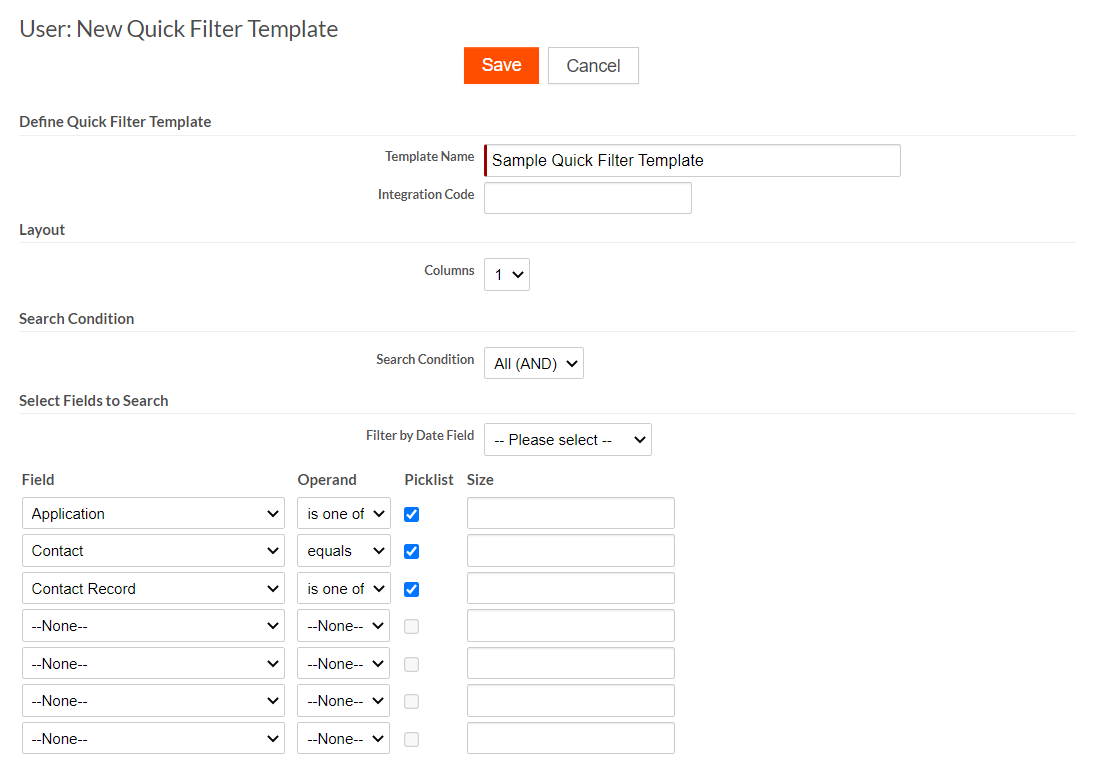 User: New Quick Filter Template
Save Cancel
Define Quick Filter Template
Template Name Sample Quick Filter Template
Integration Code
Layout
Columns 1
Search Condition
Search Condition All (AND)
Select Fields to Search
Filter by Date Field -- Please select --
Field Operand Picklist Size
Application is one of
Contact equals
Contact Record is one of
--None-- --None--
--None-- --None--
--None-- --None--
--None-- --None--